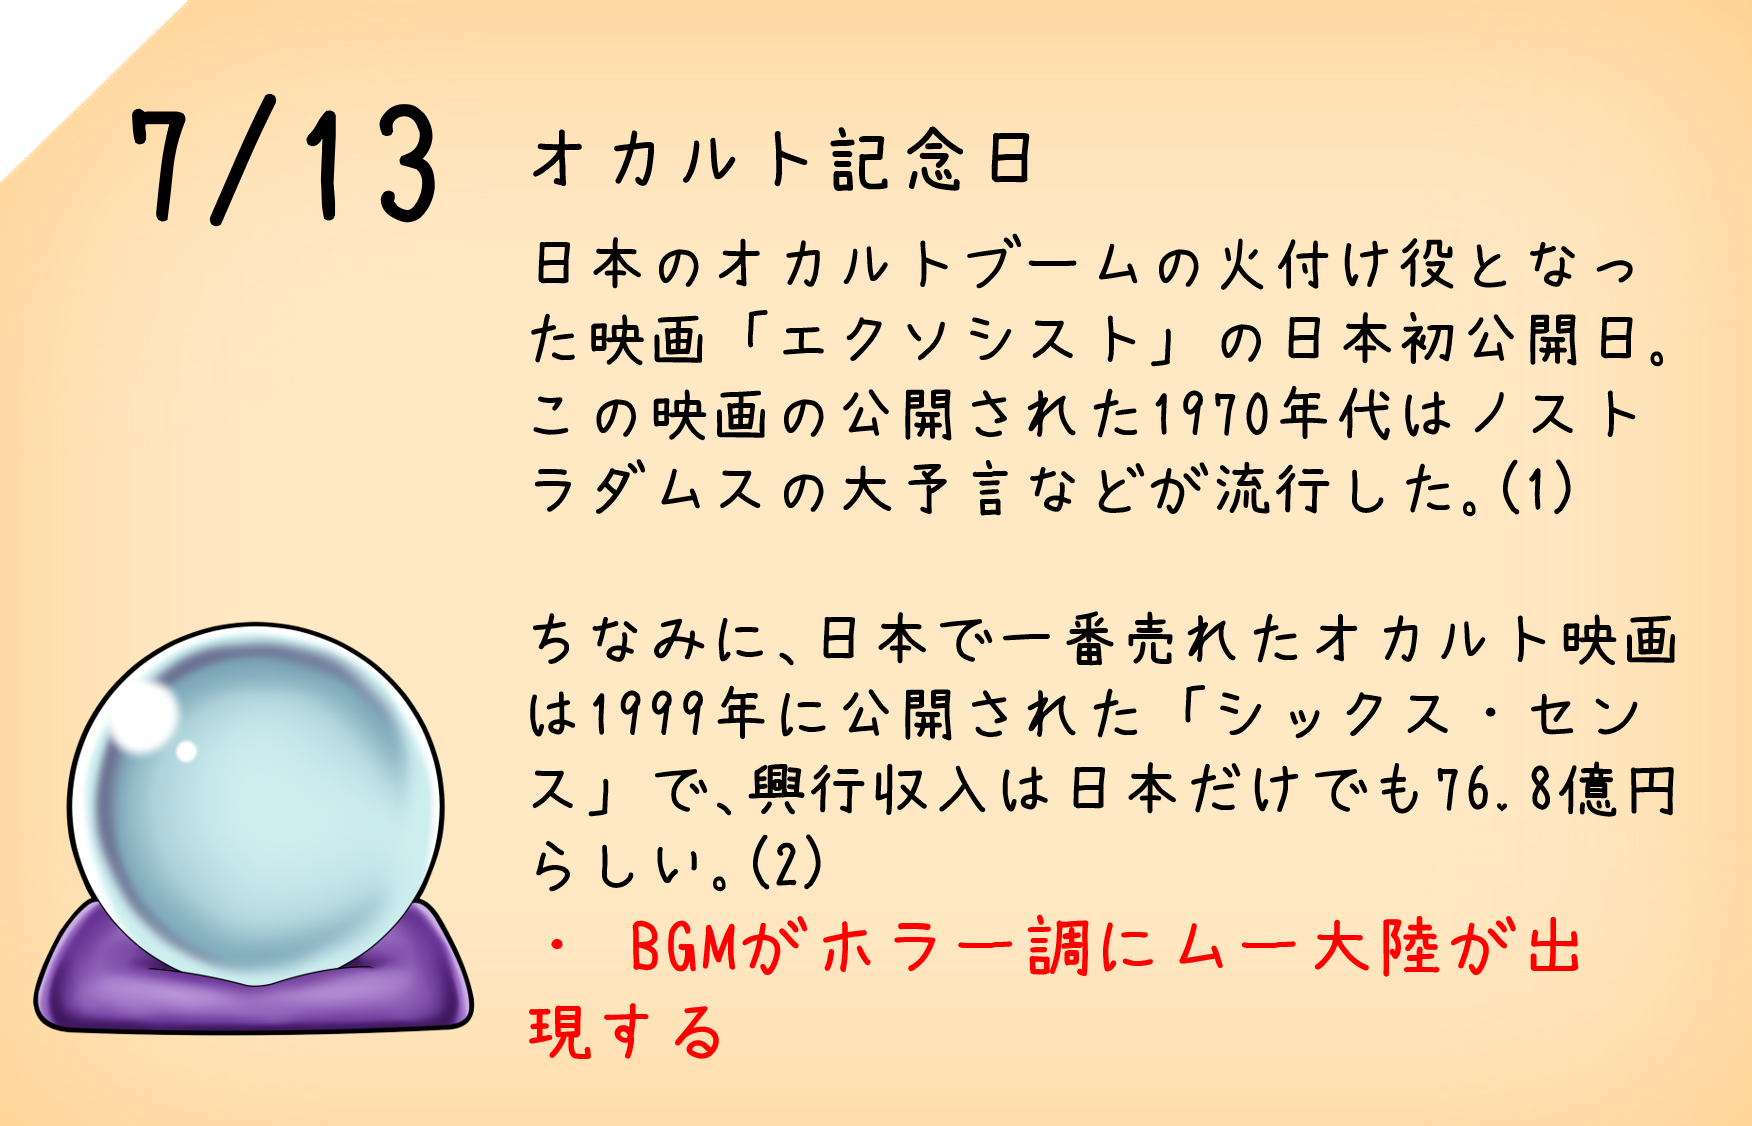 7/13
オカルト記念日
日本のオカルトブームの火付け役となっ
た映画「エクソシスト」の日本初公開日。
この映画の公開された1970年代はノスト
ラダムスの大予言などが流行した。(1)
ちなみに、日本で一番売れたオカルト映画
は1999年に公開された「シックス・セン
ス」で、興行収入は日本だけでも76.8億円
らしい。(2)
・ BGMがホラー調にムー大陸が出
現する